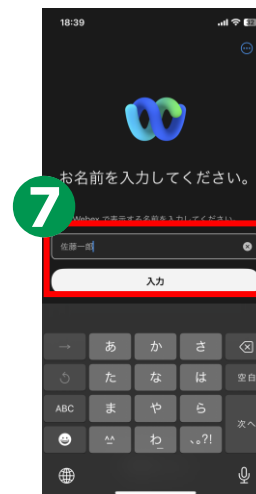 18:39
お名前を入力してください。
7
Webex で表示する名前を入力してください
佐藤一郎
入力
→ あ か さ
た な は 空白
ABC ま や ら 次へ
^^ わ_ 、。?!